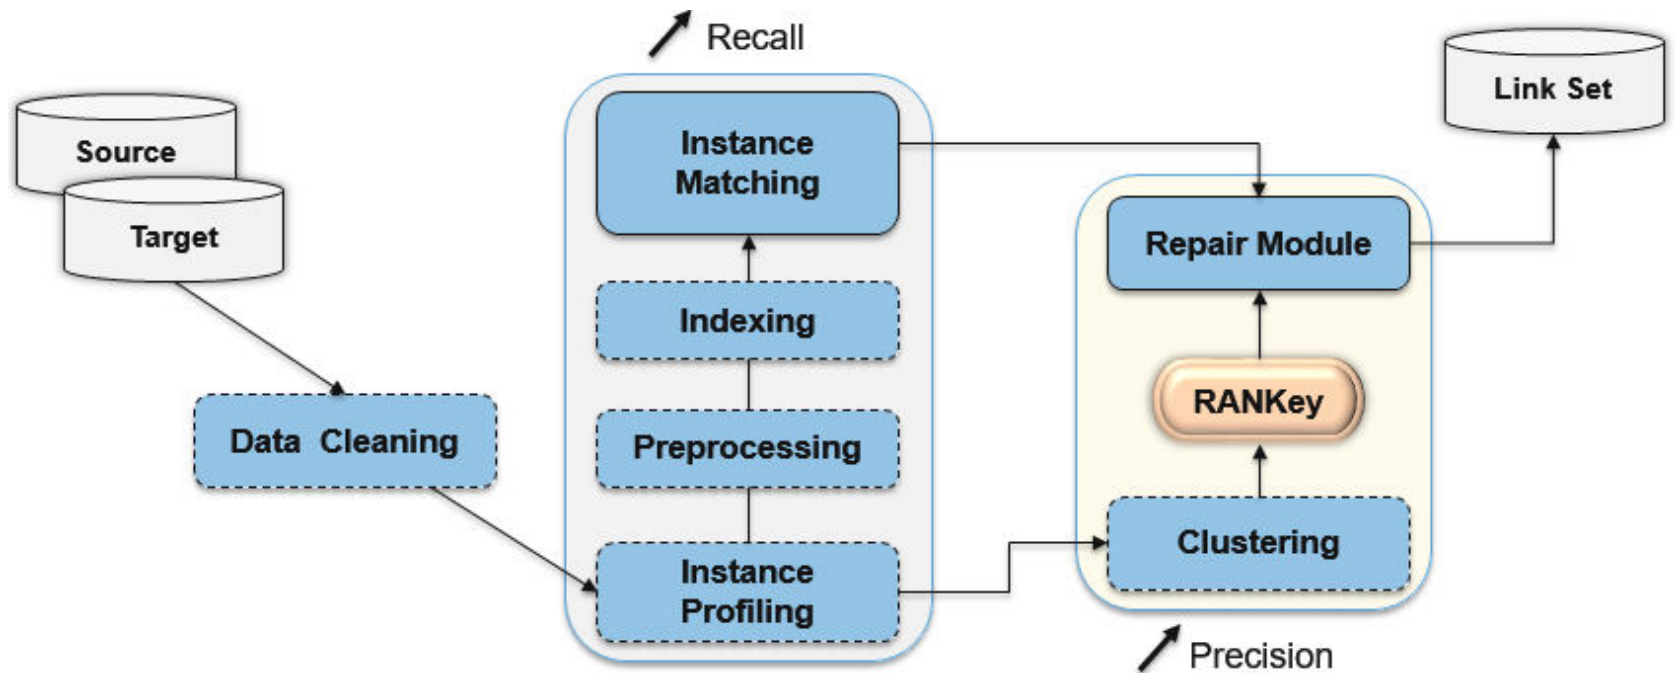 Recall
Link Set
Source
Target
Instance
Matching
Indexing
Preprocessing
Instance
Profiling
Data Cleaning
Repair Module
RANKey
Clustering
Precision